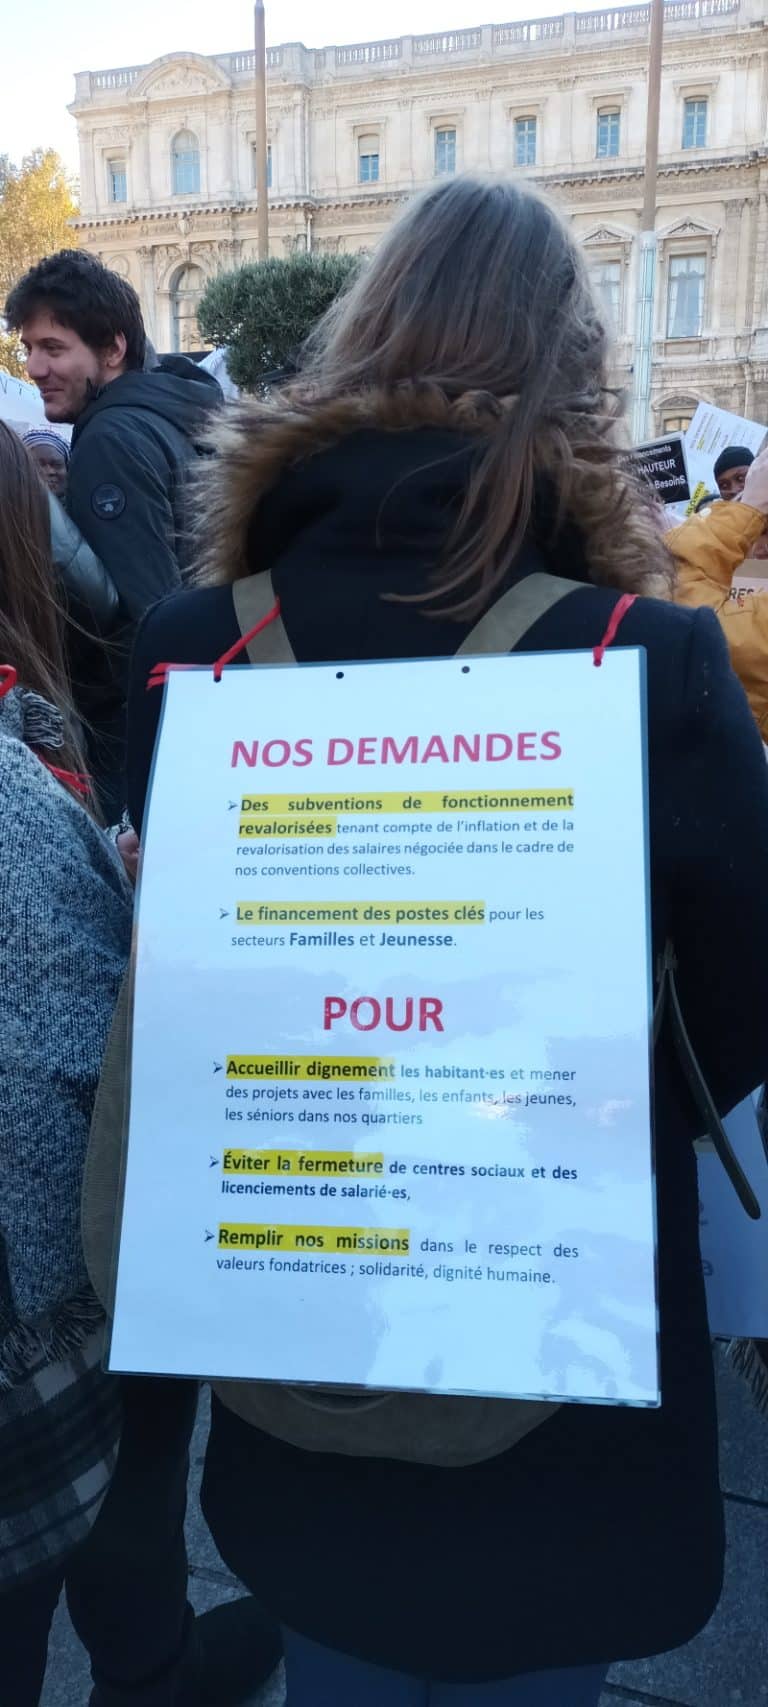 Des Financements
HAUTEUR
BesoinS
NOS DEMANDES
➢ Des subventions de fonctionnement
revalorisées tenant compte de l'inflation et de la
revalorisation des salaires négociée dans le cadre de
nos conventions collectives.
➢ Le financement des postes clés pour les
secteurs Familles et Jeunesse.
POUR
➢ Accueillir dignement les habitant·es et mener
des projets avec les familles, les enfants, les jeunes,
les séniors dans nos quartiers
➢ Éviter la fermeture de centres sociaux et des
licenciements de salarié·es,
➢ Remplir nos missions dans le respect des
valeurs fondatrices ; solidarité, dignité humaine.